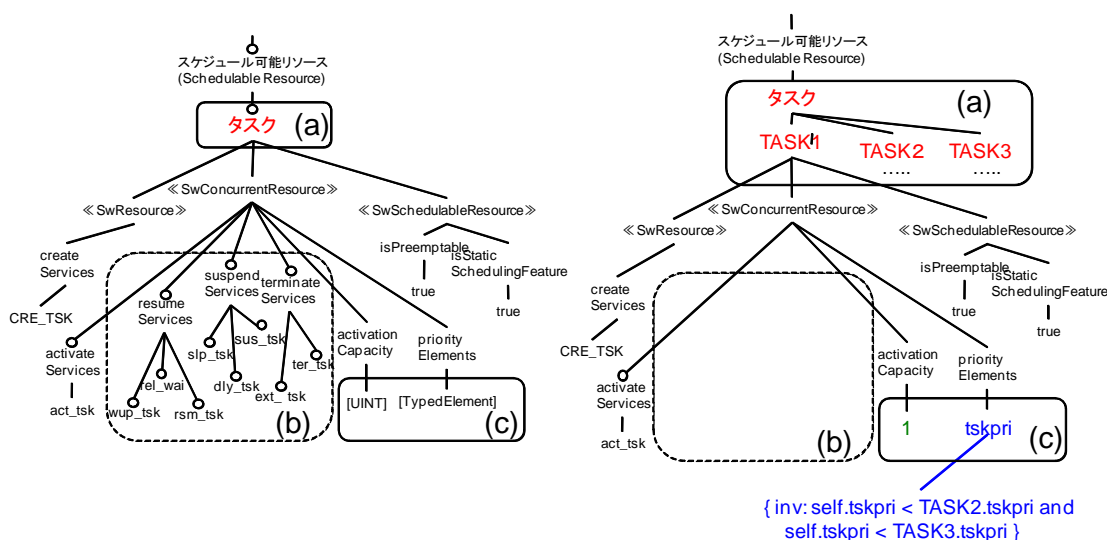 スケジュール可能リソース
(Schedulable Resource)
タスク
(a)
≪SwConcurrentResource≫
≪SwResource≫
≪SwSchedulableResource≫
create
Services
CRE_TSK
activate
Services
act_tsk
resume
Services
wup_tsk
rel_wai
rsm_tsk
suspend
Services
slp_tsk
sus_tsk
dly_tsk
terminate
Services
ext_ tsk
ter_tsk
(b)
activation
Capacity
[UINT]
priority
Elements
[TypedElement]
(c)
isPreemptable
true
isStatic
SchedulingFeature
true
スケジュール可能リソース
(Schedulable Resource)
タスク
(a)
TASK1
TASK2
TASK3
.....
.....
≪SwConcurrentResource≫
≪SwResource≫
≪SwSchedulableResource≫
create
Services
CRE_TSK
activate
Services
act_tsk
(b)
activation
Capacity
1
priority
Elements
tskpri
(c)
isPreemptable
true
isStatic
SchedulingFeature
true
{ inv: self.tskpri < TASK2.tskpri and
self.tskpri < TASK3.tskpri }